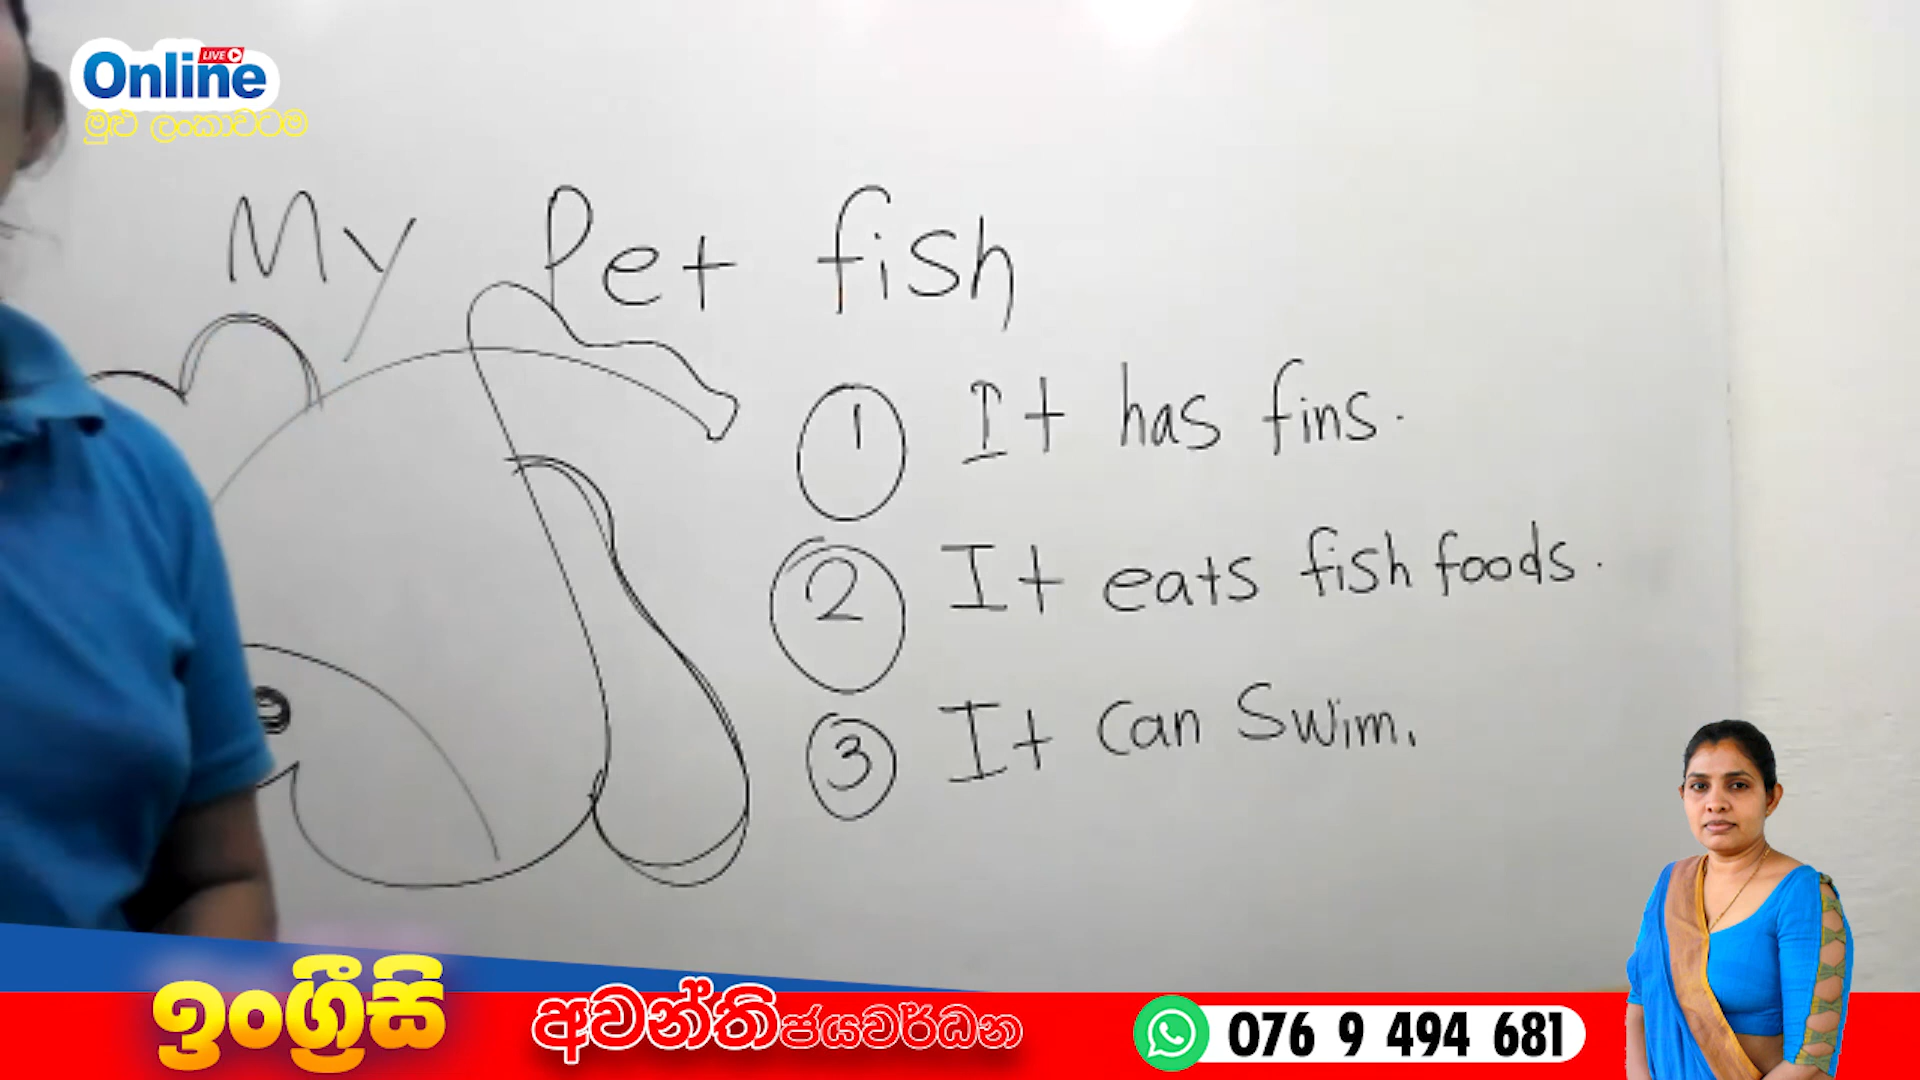 LIVE
Online
මුළු ලංකාවටම
My Pet fish
1 It has fins.
2 It eats fish foods.
3 It can swim.
ඉංග්‍රීසි
අවන්ති ජයවර්ධන
076 9 494 681